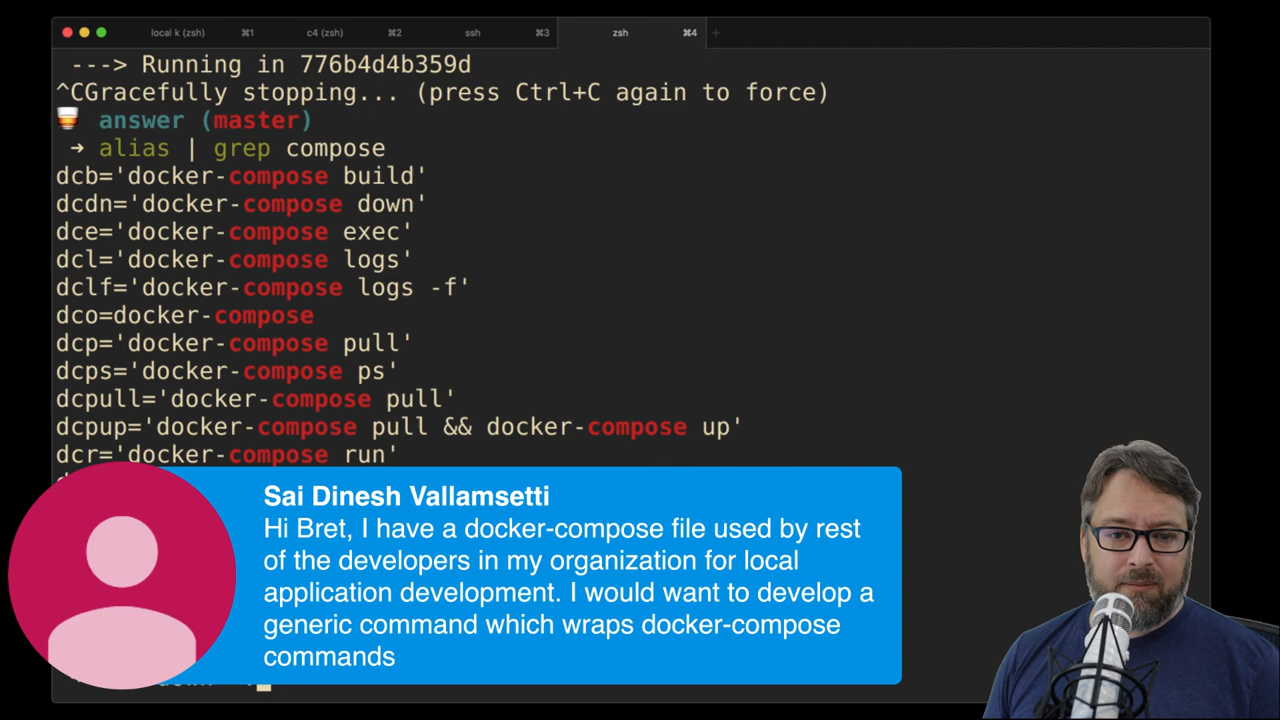 local k (zsh) ⌘1 c4 (zsh) ⌘2 ssh ⌘3 zsh ⌘4 +
---> Running in 776b4d4b359d
^CGracefully stopping... (press Ctrl+C again to force)
answer (master)
➜ alias | grep compose
dcb='docker-compose build'
dcdn='docker-compose down'
dce='docker-compose exec'
dcl='docker-compose logs'
dclf='docker-compose logs -f'
dco=docker-compose
dcp='docker-compose pull'
dcps='docker-compose ps'
dcpull='docker-compose pull'
dcpup='docker-compose pull && docker-compose up'
dcr='docker-compose run'
Sai Dinesh Vallamsetti
Hi Bret, I have a docker-compose file used by rest
of the developers in my organization for local
application development. I would want to develop a
generic command which wraps docker-compose
commands